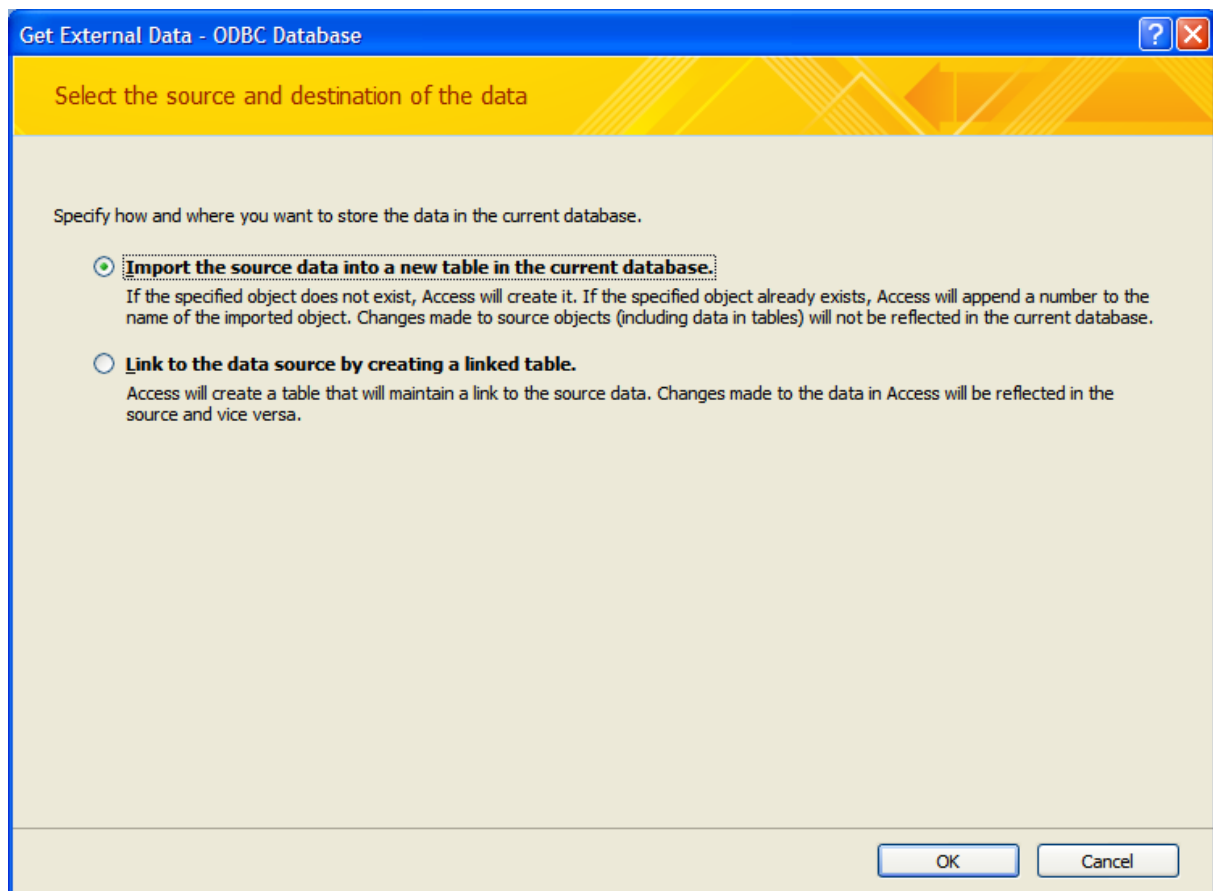 Get External Data - ODBC Database
Select the source and destination of the data
Specify how and where you want to store the data in the current database.
Import the source data into a new table in the current database.
If the specified object does not exist, Access will create it. If the specified object already exists, Access will append a number to the
name of the imported object. Changes made to source objects (including data in tables) will not be reflected in the current database.
Link to the data source by creating a linked table.
Access will create a table that will maintain a link to the source data. Changes made to the data in Access will be reflected in the
source and vice versa.
OK Cancel